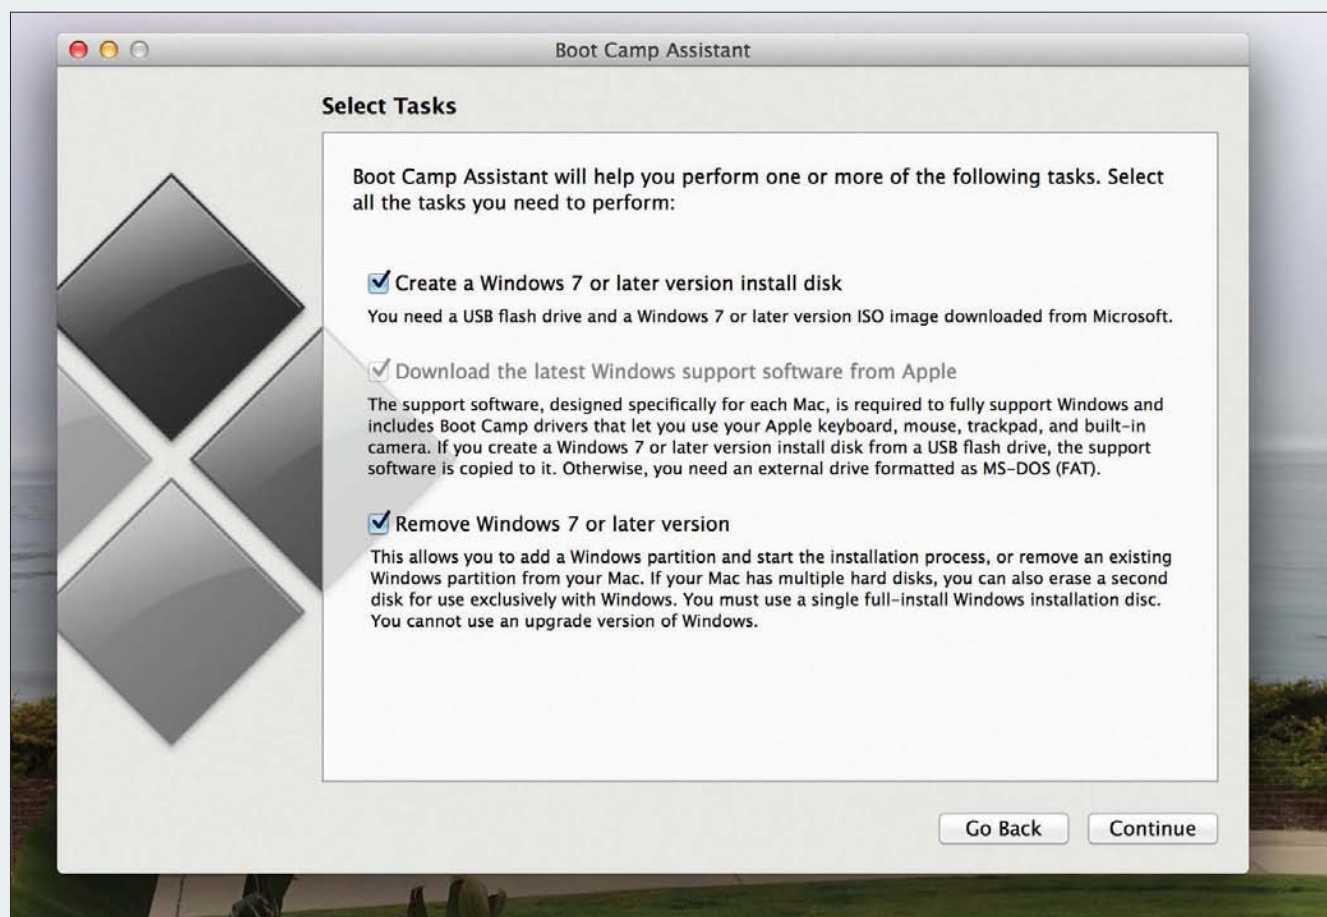 Boot Camp Assistant
Select Tasks
Boot Camp Assistant will help you perform one or more of the following tasks. Select
all the tasks you need to perform:
Create a Windows 7 or later version install disk
You need a USB flash drive and a Windows 7 or later version ISO image downloaded from Microsoft.
Download the latest Windows support software from Apple
The support software, designed specifically for each Mac, is required to fully support Windows and
includes Boot Camp drivers that let you use your Apple keyboard, mouse, trackpad, and built-in
camera. If you create a Windows 7 or later version install disk from a USB flash drive, the support
software is copied to it. Otherwise, you need an external drive formatted as MS-DOS (FAT).
Remove Windows 7 or later version
This allows you to add a Windows partition and start the installation process, or remove an existing
Windows partition from your Mac. If your Mac has multiple hard disks, you can also erase a second
disk for use exclusively with Windows. You must use a single full-install Windows installation disc.
You cannot use an upgrade version of Windows.
Go Back
Continue